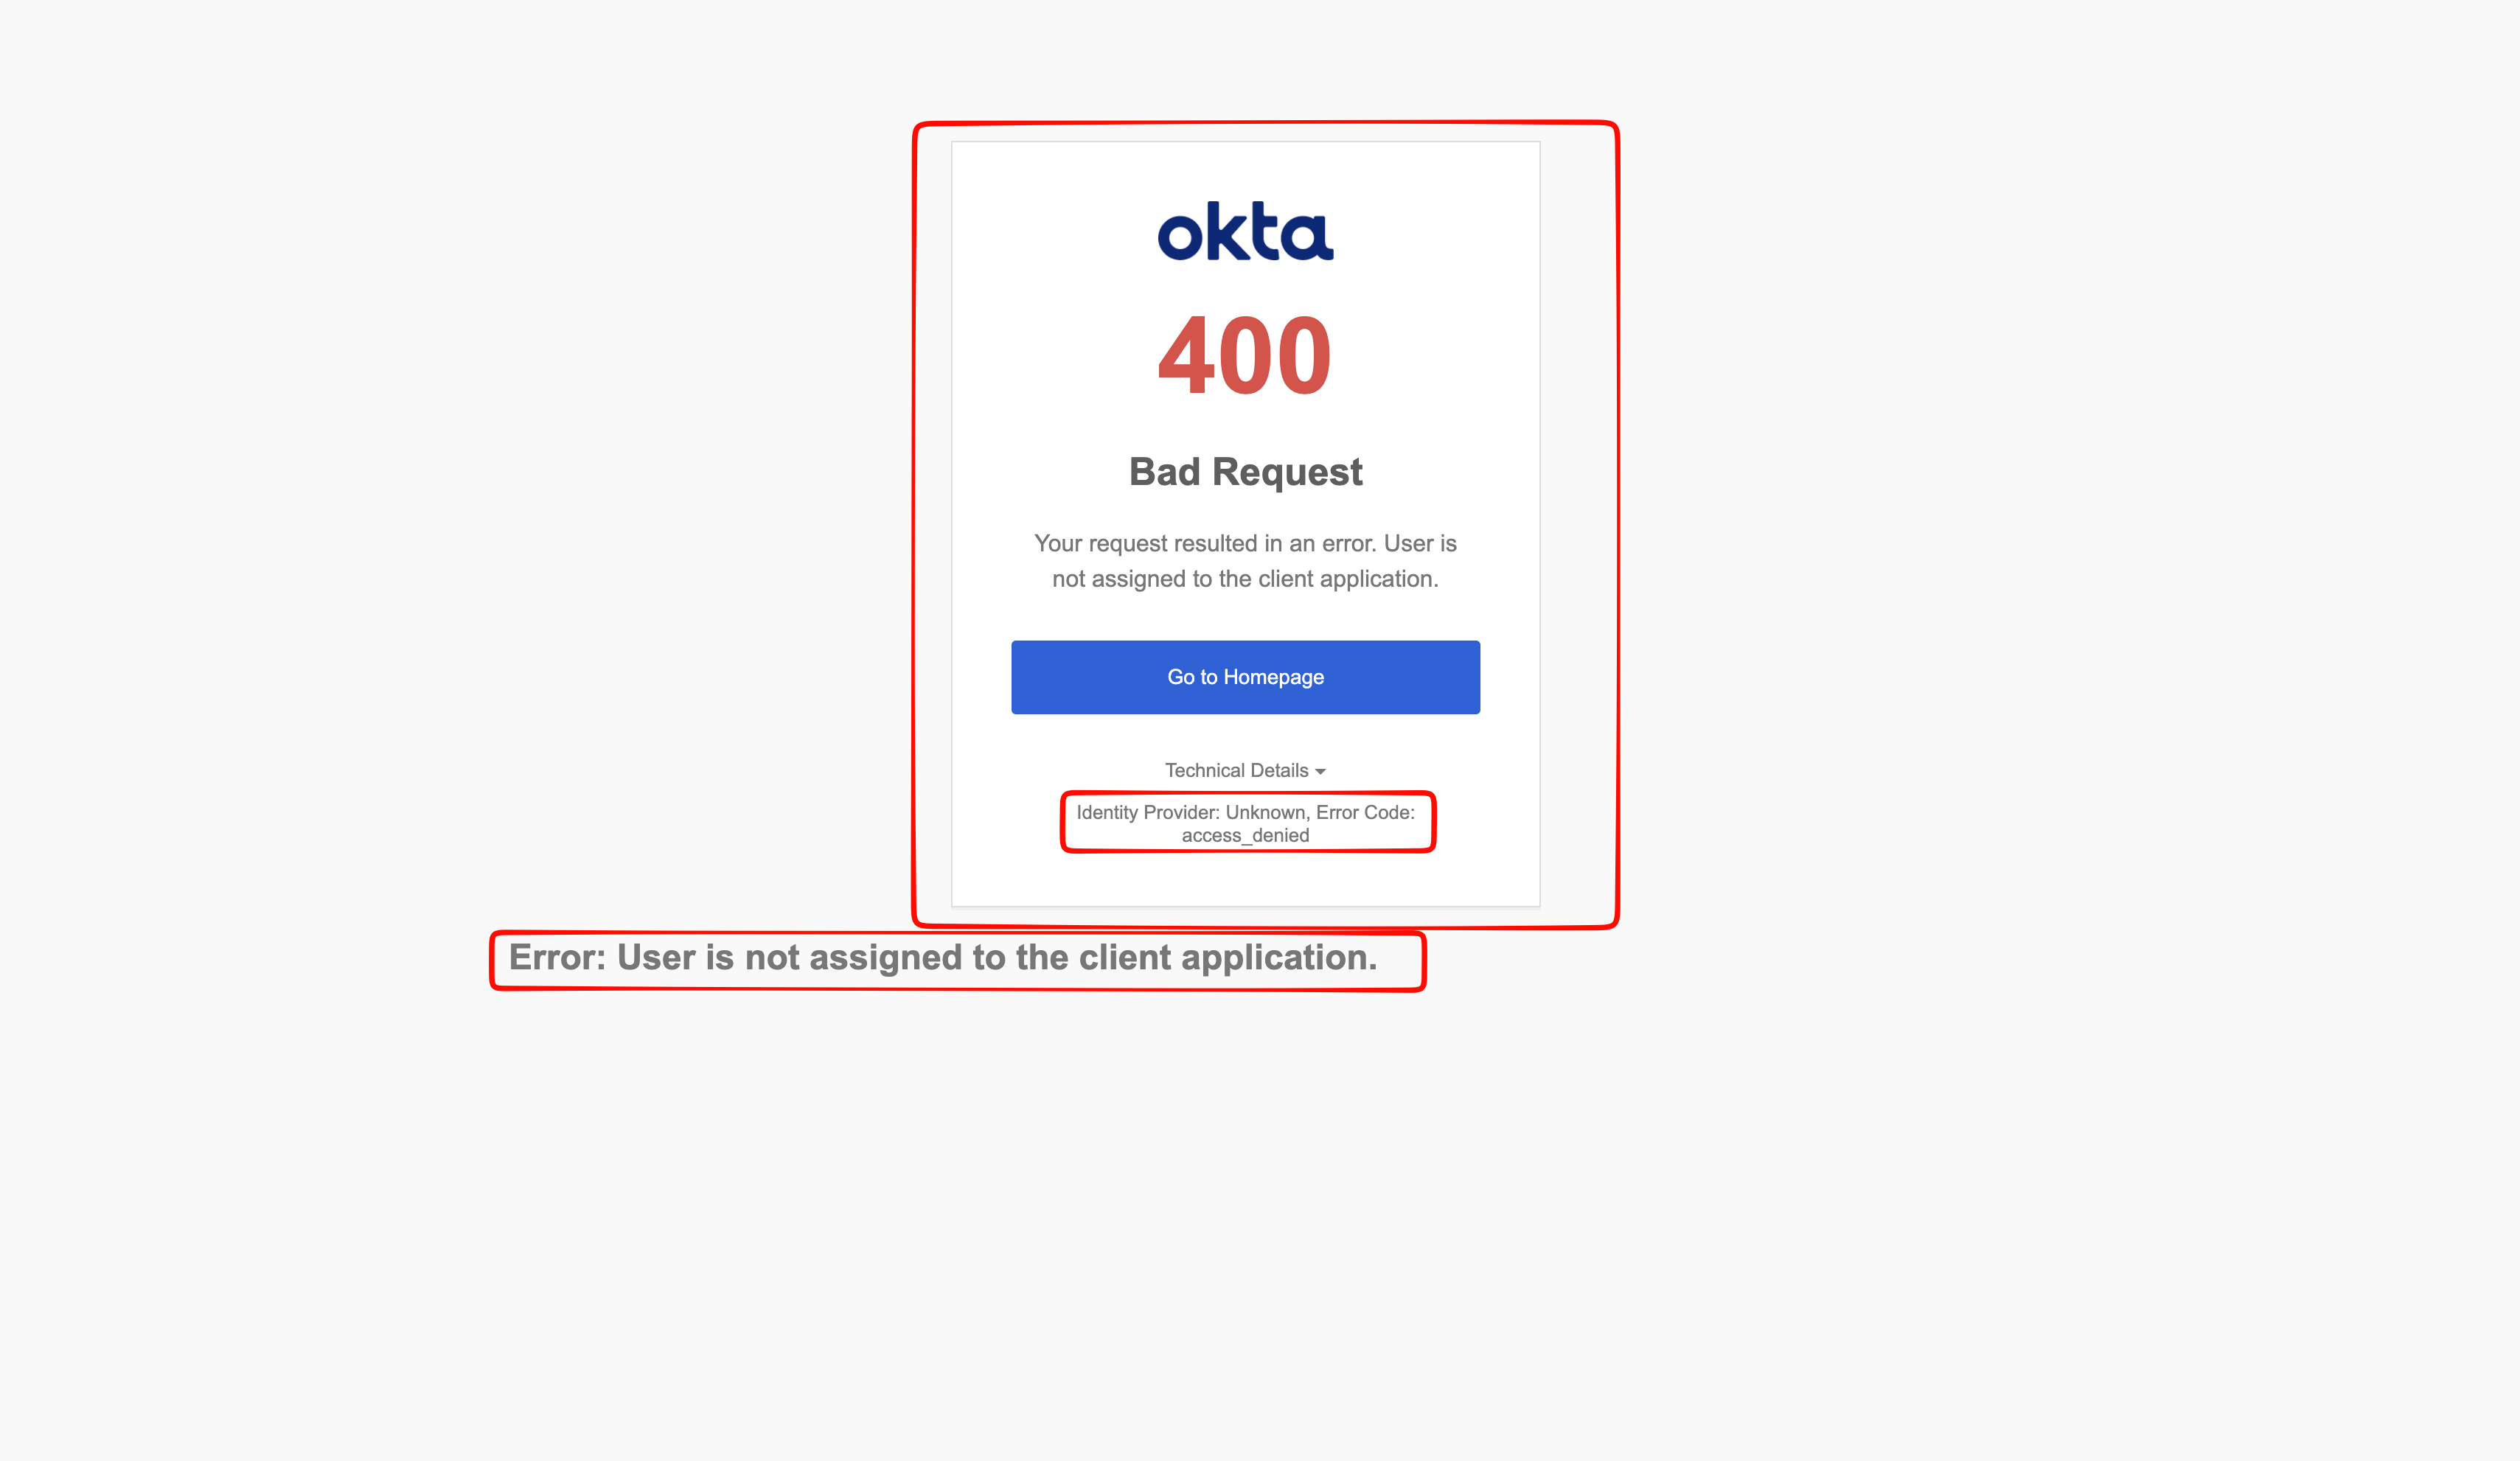 okta
400
Bad Request
Your request resulted in an error. User is
not assigned to the client application.
Go to Homepage
Technical Details
Identity Provider: Unknown, Error Code:
access_denied
Error: User is not assigned to the client application.